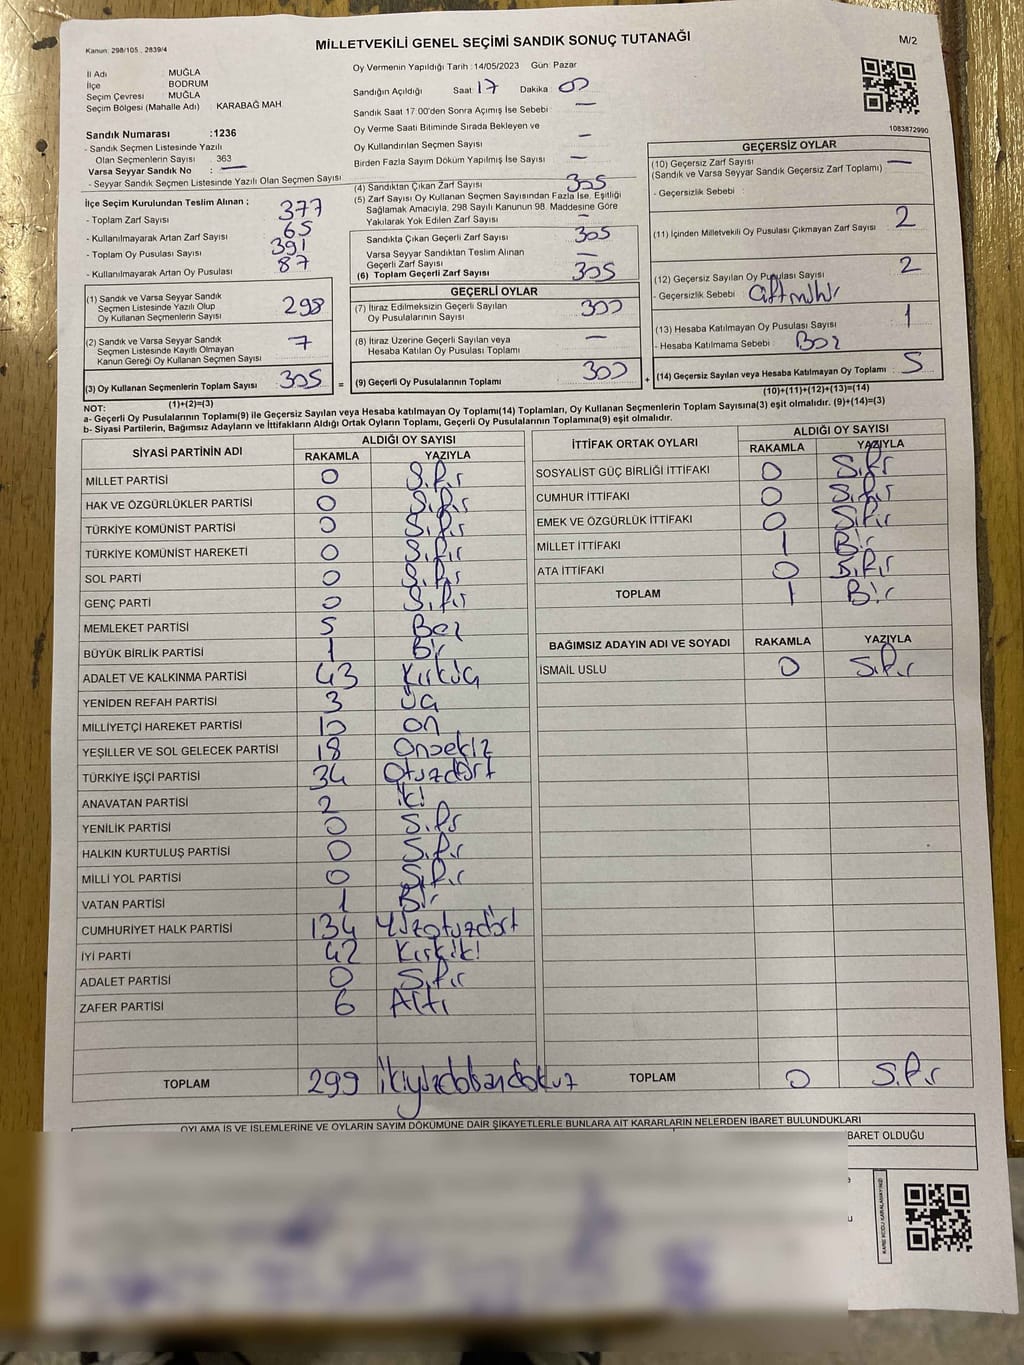 Kanun: 298/105 , 2839/4
MİLLETVEKİLİ GENEL SEÇİMİ SANDIK SONUÇ TUTANAĞI
M/2
İl Adı : MUĞLA
İlçe : BODRUM
Seçim Çevresi : MUĞLA
Seçim Bölgesi (Mahalle Adı) : KARABAĞ MAH
Sandık Numarası :1236
- Sandık Seçmen Listesinde Yazılı
Olan Seçmenlerin Sayısı : 363
Varsa Seyyar Sandık No : —
- Seyyar Sandık Seçmen Listesinde Yazılı Olan Seçmen Sayısı
Oy Vermenin Yapıldığı Tarih :14/05/2023 Gün: Pazar
Sandığın Açıldığı Saat 17 Dakika 00
Sandık Saat 17 00'den Sonra Açımış İse Sebebi : —
Oy Verme Saati Bitiminde Sırada Bekleyen ve
Oy Kullandırılan Seçmen Sayısı —
Birden Fazla Sayım Döküm Yapılmış İse Sayısı —
1083872990
İlçe Seçim Kurulundan Teslim Alınan ;
- Toplam Zarf Sayısı 377
- Kullanılmayarak Artan Zarf Sayısı 65
- Toplam Oy Pusulası Sayısı 391
- Kullanılmayarak Artan Oy Pusulası 87
(4) Sandıktan Çıkan Zarf Sayısı 305
(5) Zarf Sayısı Oy Kullanan Seçmen Sayısından Fazla İse, Eşitliği
Sağlamak Amacıyla, 298 Sayılı Kanunun 98. Maddesine Göre
Yakılarak Yok Edilen Zarf Sayısı —
Sandıkta Çıkan Geçerli Zarf Sayısı 305
Varsa Seyyar Sandıktan Teslim Alınan
Geçerli Zarf Sayısı —
(6) Toplam Geçerli Zarf Sayısı 305
GEÇERSİZ OYLAR
(10) Geçersiz Zarf Sayısı —
(Sandık ve Varsa Seyyar Sandık Geçersiz Zarf Toplamı)
- Geçersizlik Sebebi :
(11) İçinden Milletvekili Oy Pusulası Çıkmayan Zarf Sayısı 2
(12) Geçersiz Sayılan Oy Pusulası Sayısı 2
- Geçersizlik Sebebi Çift mühür
(13) Hesaba Katılmayan Oy Pusulası Sayısı 1
- Hesaba Katılmama Sebebi : Boş
(14) Geçersiz Sayılan veya Hesaba Katılmayan Oy Toplamı 5
(10)+(11)+(12)+(13)=(14)
(1) Sandık ve Varsa Seyyar Sandık
Seçmen Listesinde Yazılı Olup
Oy Kullanan Seçmenlerin Sayısı 298
(2) Sandık ve Varsa Seyyar Sandık
Seçmen Listesinde Kayıtlı Olmayan
Kanun Gereği Oy Kullanan Seçmen Sayısı 7
(3) Oy Kullanan Seçmenlerin Toplam Sayısı 305 =
(1)+(2)=(3)
GEÇERLİ OYLAR
(7) İtiraz Edilmeksizin Geçerli Sayılan
Oy Pusulalarının Sayısı 300
(8) İtiraz Üzerine Geçerli Sayılan veya
Hesaba Katılan Oy Pusulası Toplamı —
(9) Geçerli Oy Pusulalarının Toplamı 300 +
NOT:
a- Geçerli Oy Pusulalarının Toplamı(9) ile Geçersiz Sayılan veya Hesaba katılmayan Oy Toplamı(14) Toplamları, Oy Kullanan Seçmenlerin Toplam Sayısına(3) eşit olmalıdır. (9)+(14)=(3)
b- Siyasi Partilerin, Bağımsız Adayların ve İttifakların Aldığı Ortak Oyların Toplamı, Geçerli Oy Pusulalarının Toplamına(9) eşit olmalıdır.
SİYASİ PARTİNİN ADI ALDIĞI OY SAYISI
RAKAMLA YAZIYLA
MİLLET PARTİSİ 0 Sıfır
HAK VE ÖZGÜRLÜKLER PARTİSİ 0 Sıfır
TÜRKİYE KOMÜNİST PARTİSİ 0 Sıfır
TÜRKİYE KOMÜNİST HAREKETİ 0 Sıfır
SOL PARTİ 0 Sıfır
GENÇ PARTİ 0 Sıfır
MEMLEKET PARTİSİ 5 Beş
BÜYÜK BİRLİK PARTİSİ 1 Bir
ADALET VE KALKINMA PARTİSİ 43 Kırküç
YENİDEN REFAH PARTİSİ 3 Üç
MİLLİYETÇİ HAREKET PARTİSİ 10 On
YEŞİLLER VE SOL GELECEK PARTİSİ 18 Onsekiz
TÜRKİYE İŞÇİ PARTİSİ 34 Otuzdört
ANAVATAN PARTİSİ 2 İki
YENİLİK PARTİSİ 0 Sıfır
HALKIN KURTULUŞ PARTİSİ 0 Sıfır
MİLLİ YOL PARTİSİ 0 Sıfır
VATAN PARTİSİ 1 Bir
CUMHURİYET HALK PARTİSİ 134 Yüzotuzdört
İYİ PARTİ 42 Kırkiki
ADALET PARTİSİ 0 Sıfır
ZAFER PARTİSİ 6 Altı
TOPLAM 299 İkiyüzdoksandokuz
İTTİFAK ORTAK OYLARI ALDIĞI OY SAYISI
RAKAMLA YAZIYLA
SOSYALİST GÜÇ BİRLİĞİ İTTİFAKI 0 Sıfır
CUMHUR İTTİFAKI 0 Sıfır
EMEK VE ÖZGÜRLÜK İTTİFAKI 0 Sıfır
MİLLET İTTİFAKI 1 Bir
ATA İTTİFAKI 0 Sıfır
TOPLAM 1 Bir
BAĞIMSIZ ADAYIN ADI VE SOYADI RAKAMLA YAZIYLA
İSMAİL USLU 0 Sıfır
TOPLAM 0 Sıfır
OYLAMA İŞ VE İŞLEMLERİNE VE OYLARIN SAYIM DÖKÜMÜNE DAİR ŞİKAYETLERLE BUNLARA AİT KARARLARIN NELERDEN İBARET BULUNDUKLARI
BARET OLDUĞU